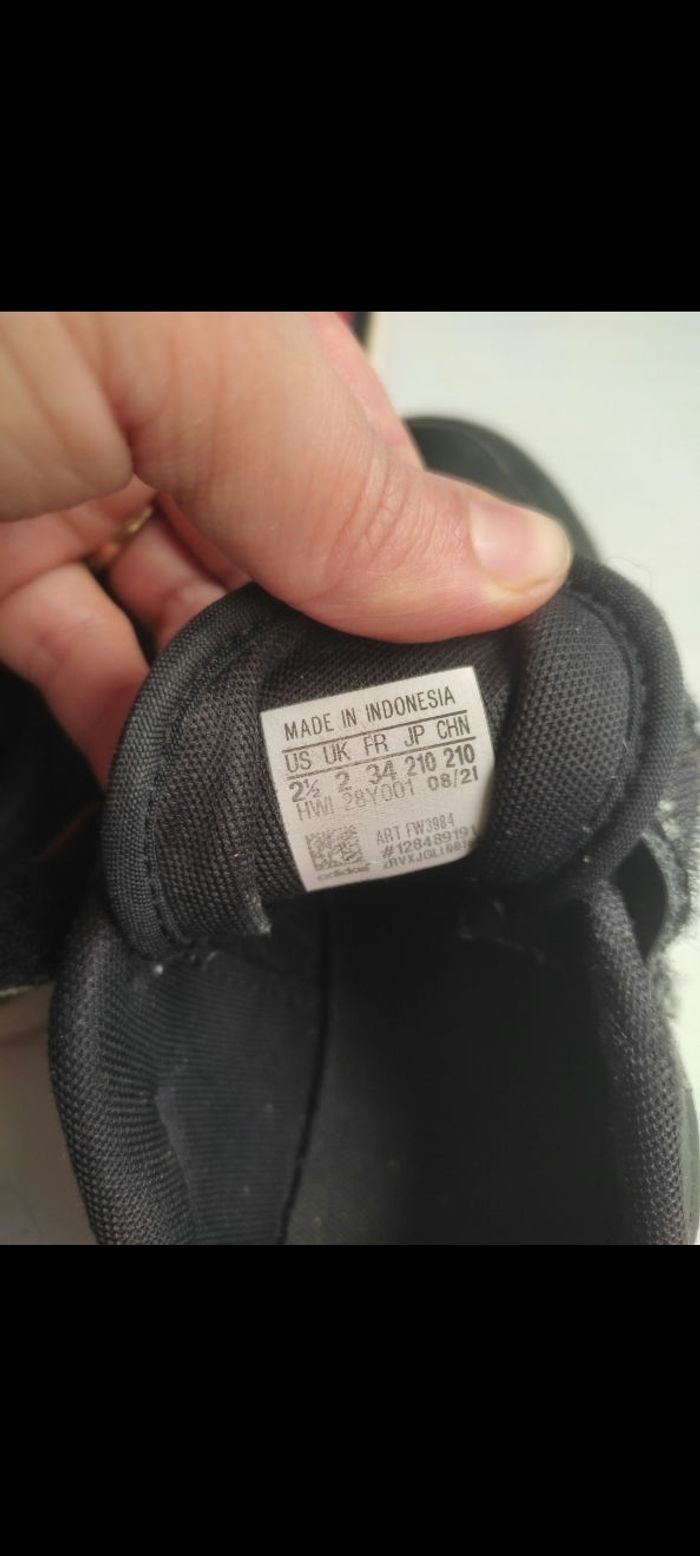 MADE IN INDONESIA
US UK FR JP CHN
2½ 2 34 210 210
HWI 28Y001 08/21
ART FW3984
#128489191
adidas